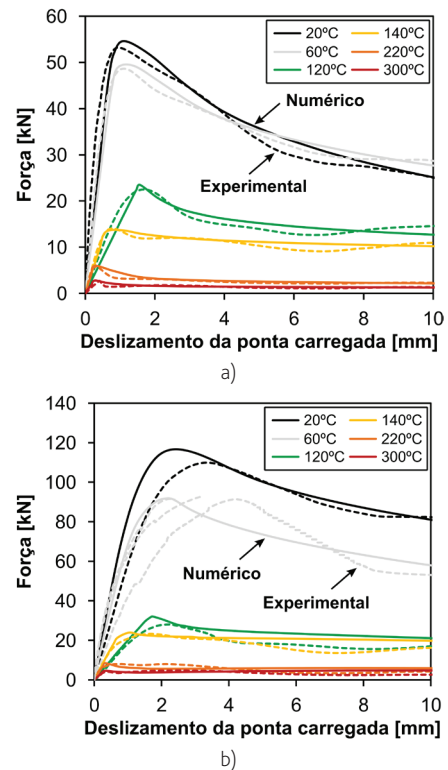 a)
60
50
40
30
20
10
0
Força [kN]
20ºC 140ºC
60ºC 220ºC
120ºC 300ºC
Numérico
Experimental
0 2 4 6 8 10
Deslizamento da ponta carregada [mm]
a)
140
120
100
80
60
40
20
0
Força [kN]
20ºC 140ºC
60ºC 220ºC
120ºC 300ºC
Numérico
Experimental
0 2 4 6 8 10
Deslizamento da ponta carregada [mm]
b)